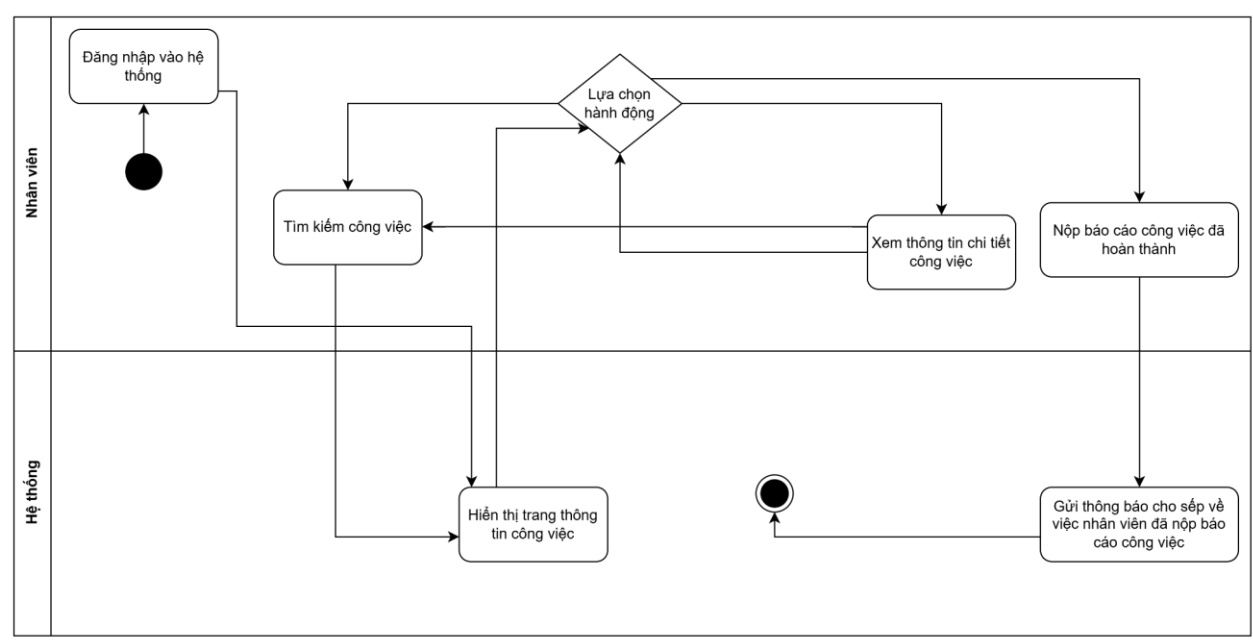 Nhân viên
Đăng nhập vào hệ
thống
Lựa chọn
hành động
Tìm kiếm công việc
Xem thông tin chi tiết
công việc
Nộp báo cáo công việc đã
hoàn thành
Hệ thống
Hiển thị trang thông
tin công việc
Gửi thông báo cho sếp về
việc nhân viên đã nộp báo
cáo công việc